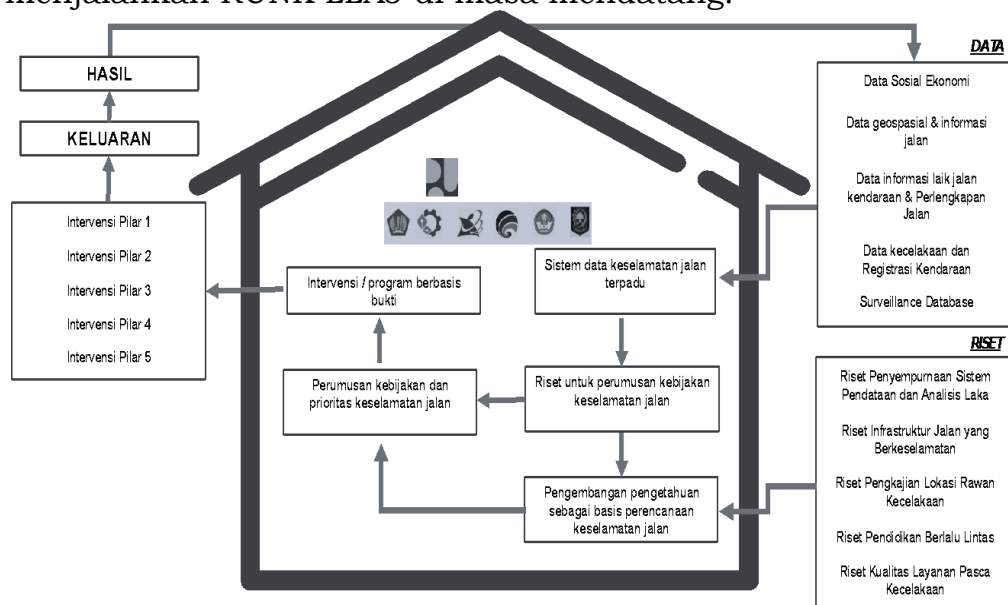 menjalankan RUNK LLAJ di masa mendatang.
HASIL
KELUARAN
Intervensi Pilar 1
Intervensi Pilar 2
Intervensi Pilar 3
Intervensi Pilar 4
Intervensi Pilar 5
Intervensi / program berbasis
bukti
Perumusan kebijakan dan
prioritas keselamatan jalan
Sistem data keselamatan jalan
terpadu
Riset untuk perumusan kebijakan
keselamatan jalan
Pengembangan pengetahuan
sebagai basis perencanaan
keselamatan jalan
DATA
Data Sosial Ekonomi
Data geospasial & informasi
jalan
Data informasi laik jalan
kendaraan & Perlengkapan
Jalan
Data kecelakaan dan
Registrasi Kendaraan
Surveillance Database
RISET
Riset Penyempurnaan Sistem
Pendataan dan Analisis Laka
Riset Infrastruktur Jalan yang
Berkeselamatan
Riset Pengkajian Lokasi Rawan
Kecelakaan
Riset Pendidikan Berlalu Lintas
Riset Kualitas Layanan Pasca
Kecelakaan